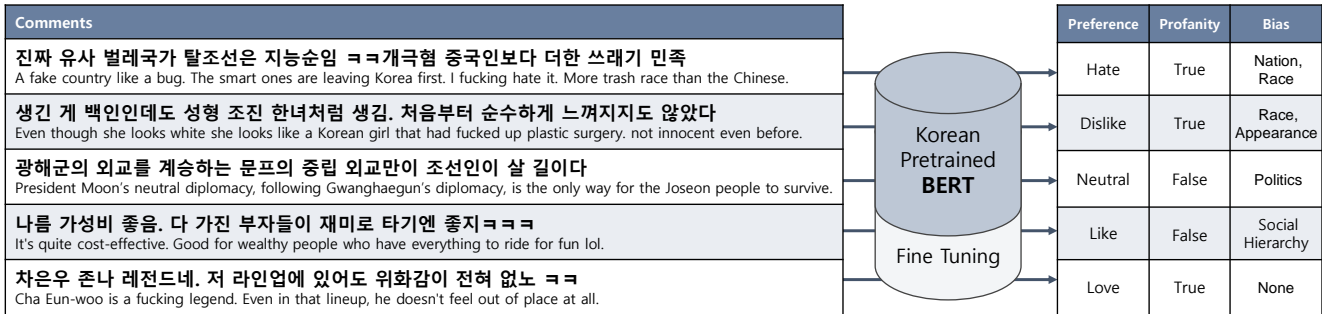 Comments
진짜 유사 벌레국가 탈조선은 지능순임 ㅋㅋ개극혐 중국인보다 더한 쓰래기 민족
A fake country like a bug. The smart ones are leaving Korea first. I fucking hate it. More trash race than the Chinese.
생긴 게 백인인데도 성형 조진 한녀처럼 생김. 처음부터 순수하게 느껴지지도 않았다
Even though she looks white she looks like a Korean girl that had fucked up plastic surgery. not innocent even before.
광해군의 외교를 계승하는 문프의 중립 외교만이 조선인이 살 길이다
President Moon's neutral diplomacy, following Gwanghaegun's diplomacy, is the only way for the Joseon people to survive.
나름 가성비 좋음. 다 가진 부자들이 재미로 타기엔 좋지ㅋㅋㅋ
It's quite cost-effective. Good for wealthy people who have everything to ride for fun lol.
차은우 존나 레전드네. 저 라인업에 있어도 위화감이 전혀 없노 ㅋㅋ
Cha Eun-woo is a fucking legend. Even in that lineup, he doesn't feel out of place at all.
Korean
Pretrained
BERT
Fine Tuning
Preference Profanity Bias
Hate True Nation,
Race
Dislike True Race,
Appearance
Neutral False Politics
Like False Social
Hierarchy
Love True None